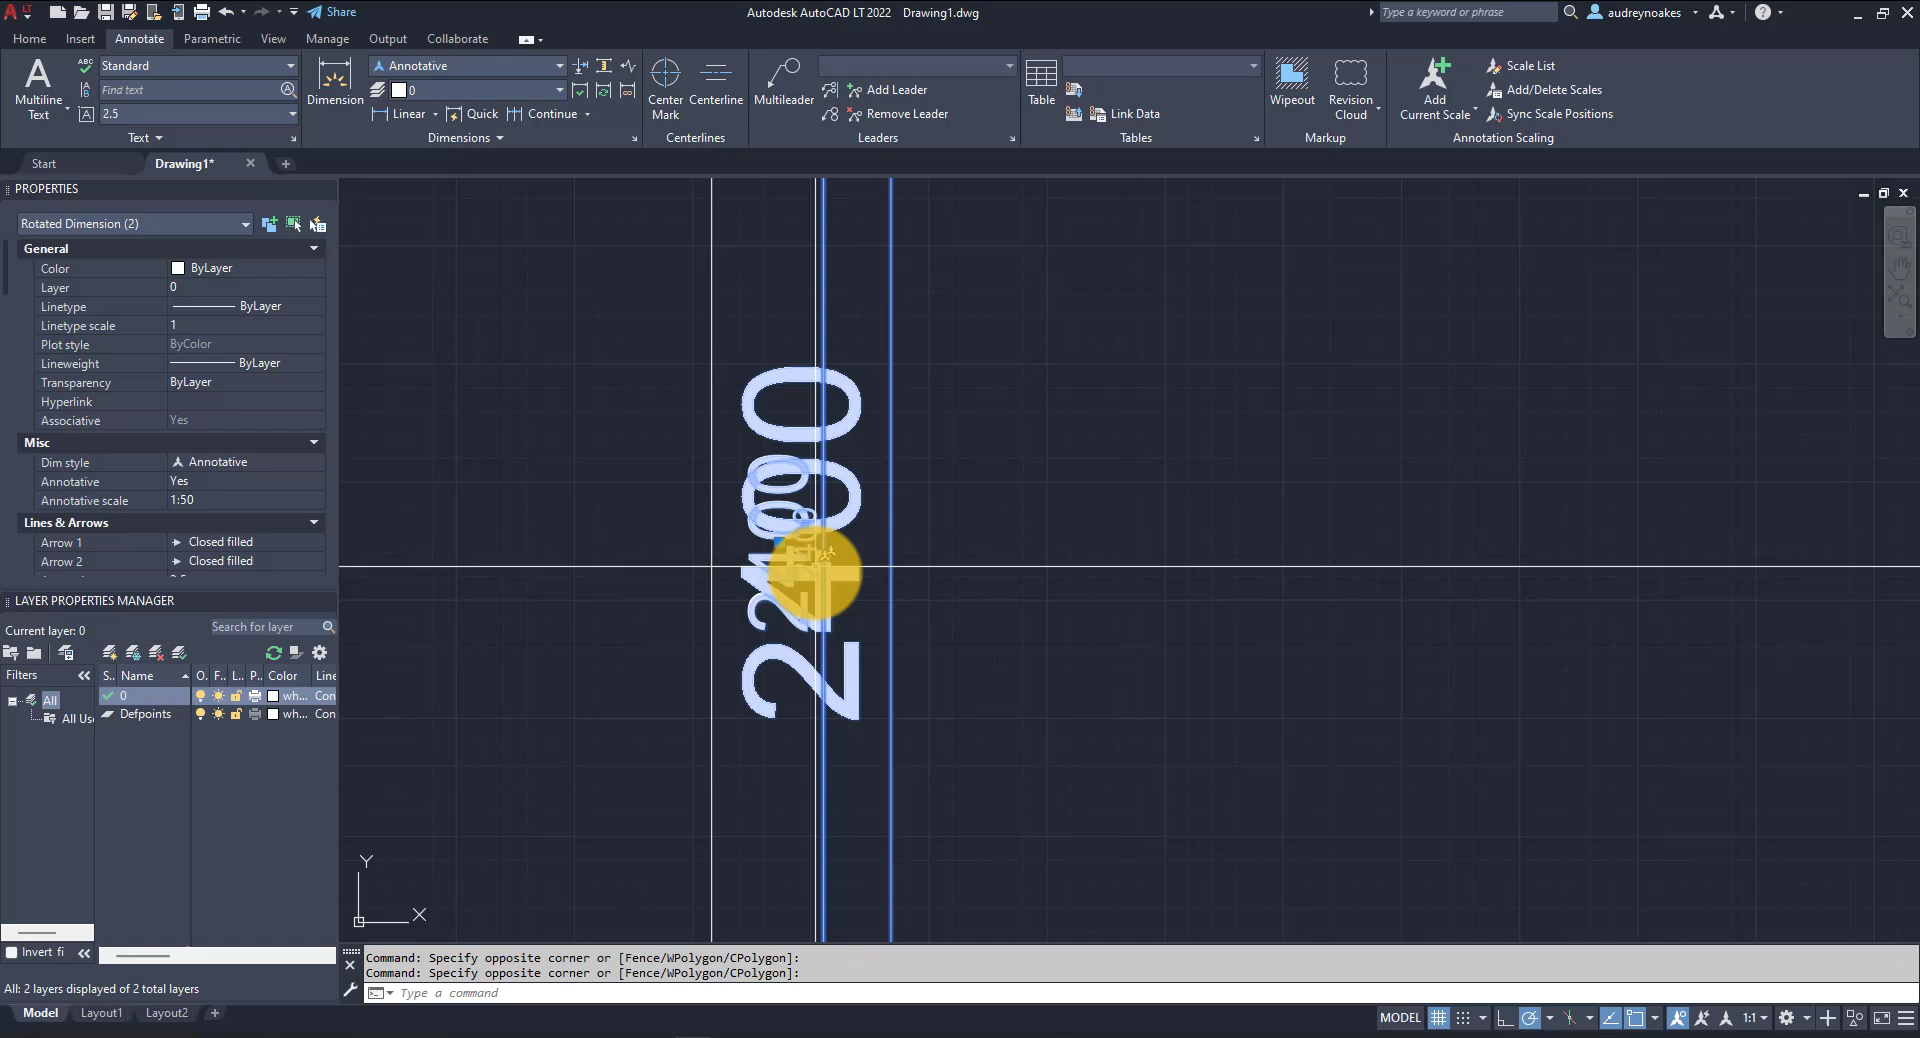 LT
Share
Autodesk AutoCAD LT 2022 Drawing1.dwg
Type a keyword or phrase
audreynoakes
Home Insert Annotate Parametric View Manage Output Collaborate
Multiline Text
Standard
Find text
2.5
Text
Dimension
Annotative
0
Linear Quick Continue
Dimensions
Center Mark Centerline
Centerlines
Multileader
Add Leader
Remove Leader
Leaders
Table
Link Data
Tables
Wipeout
Revision Cloud
Markup
Add Current Scale
Scale List
Add/Delete Scales
Sync Scale Positions
Annotation Scaling
Start Drawing1*
PROPERTIES
Rotated Dimension (2)
General
Color ByLayer
Layer 0
Linetype ByLayer
Linetype scale 1
Plot style ByColor
Lineweight ByLayer
Transparency ByLayer
Hyperlink
Associative Yes
Misc
Dim style Annotative
Annotative Yes
Annotative scale 1:50
Lines & Arrows
Arrow 1 Closed filled
Arrow 2 Closed filled
LAYER PROPERTIES MANAGER
Current layer: 0
Search for layer
Filters
All
All Use
S.. Name O. F.. L.. P.. Color Line
0 wh... Con
Defpoints wh... Con
Invert fi
All: 2 layers displayed of 2 total layers
2400
Y
X
Command: Specify opposite corner or [Fence/WPolygon/CPolygon]:
Command: Specify opposite corner or [Fence/WPolygon/CPolygon]:
Type a command
Model Layout1 Layout2
MODEL
1:1